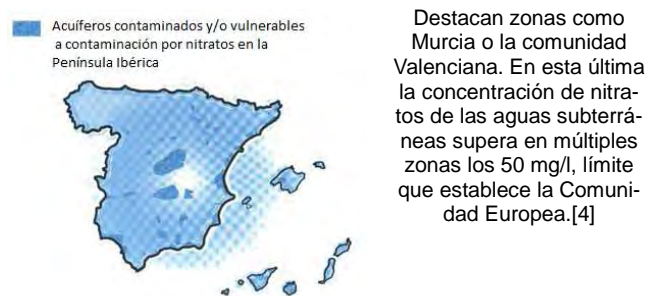 Acuíferos contaminados y/o vulnerables
a contaminación por nitratos en la
Península Ibérica
Destacan zonas como
Murcia o la comunidad
Valenciana. En esta última
la concentración de nitra-
tos de las aguas subterrá-
neas supera en múltiples
zonas los 50 mg/l, límite
que establece la Comuni-
dad Europea.[4]